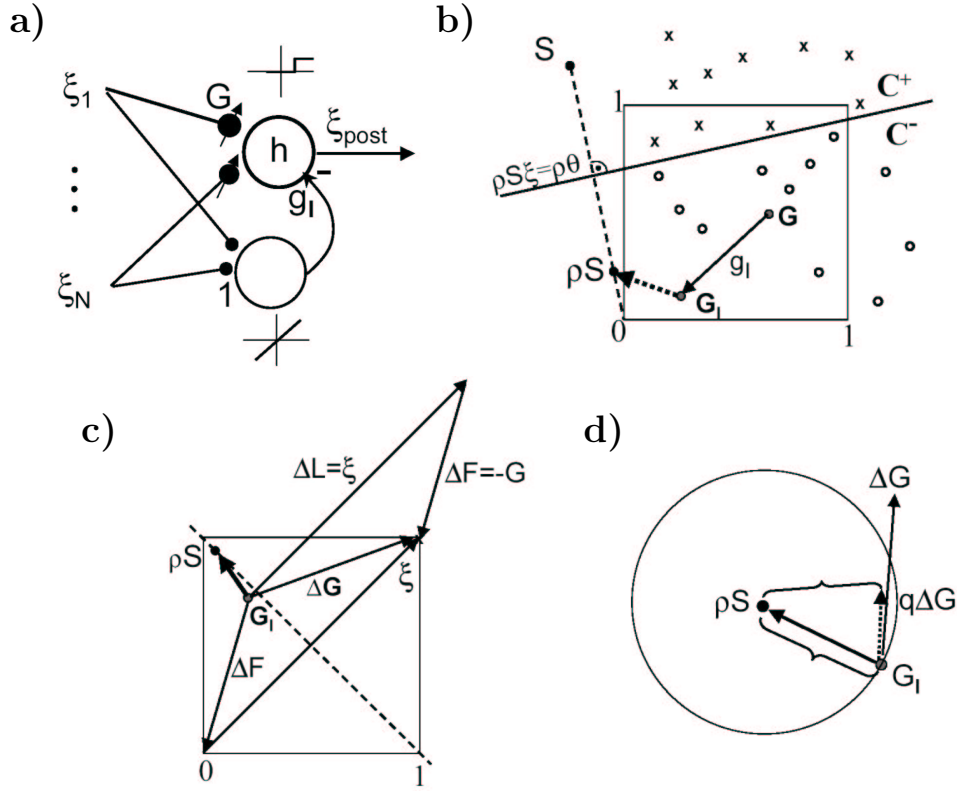 a)
G
ξ₁
h
ξpost
−
gI
⋮
ξN
1
b)
S
1
C⁺
C⁻
ρSξ=ρθ
G
gI
ρS
GI
0
1
c)
ΔL=ξ
ΔF=-G
ρS
ξ
ΔG
GI
ΔF
0
1
d)
ΔG
ρS
qΔG
GI